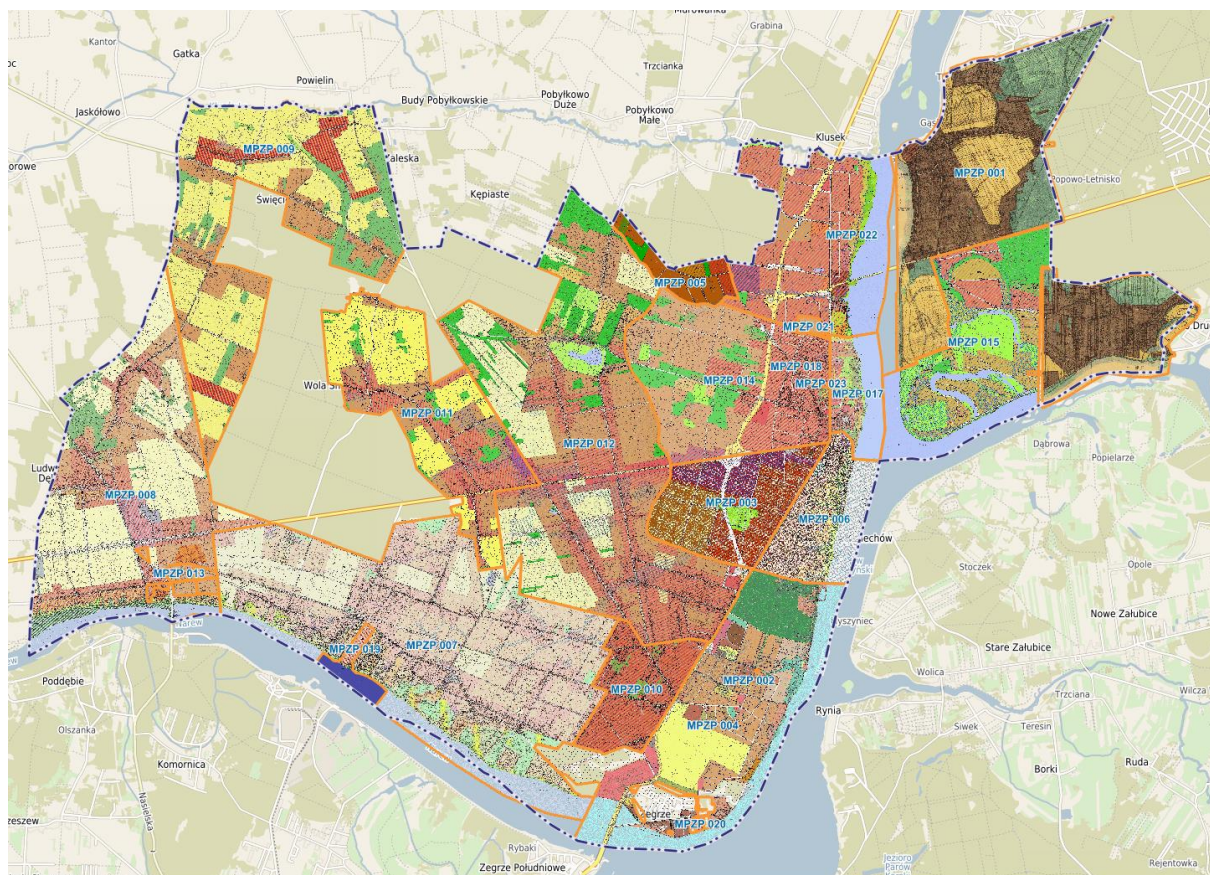 Murowanka
Grabina
Kantor
Gatka
Trzcianka
Powielin
Budy Pobyłkowskie
Pobyłkowo
Duże
Pobyłkowo
Małe
Jaskółowo
Klusek
MPZP 009
MPZP 001
Popowo-Letnisko
Kępiaste
MPZP 022
MPZP 005
MPZP 021
MPZP 015
MPZP 018
MPZP 014
MPZP 023
MPZP 017
MPZP 011
MPZP 012
Dąbrowa
Popielarze
MPZP 008
MPZP 003
MPZP 006
Stoczek
Opole
MPZP 013
Nowe Załubice
Stare Załubice
MPZP 019
MPZP 007
Poddębie
MPZP 010
MPZP 002
Wolica
Trzciana
Wilcza
Rynia
Siwek
Teresin
Olszanka
MPZP 004
Komornica
Borki
Ruda
Nasielska
Zegrze
MPZP 020
Rybaki
Zegrze Południowe
Jezioro
Rejentówka